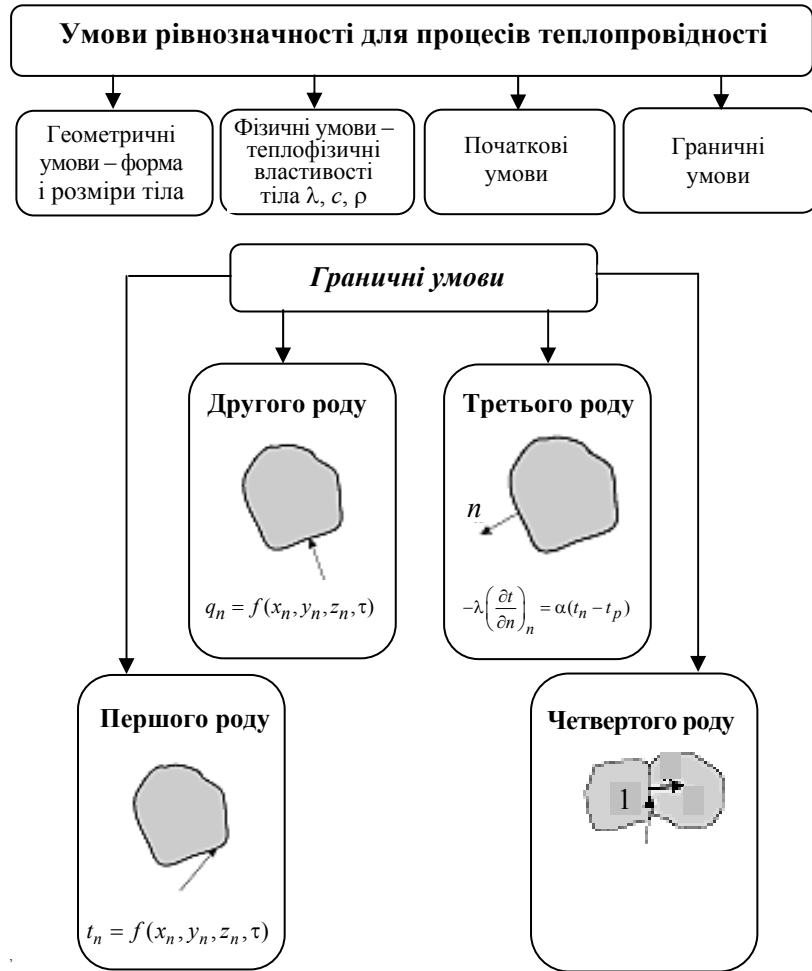 Умови рівнозначності для процесів теплопровідності
Геометричні
умови – форма
і розміри тіла
Фізичні умови –
теплофізичні
властивості
тіла λ, c, ρ
Початкові
умови
Граничні
умови
Граничні умови
Другого роду
q_n = f(x_n, y_n, z_n, τ)
Третього роду
n
−λ(∂t/∂n)_n = α(t_n − t_p)
Першого роду
t_n = f(x_n, y_n, z_n, τ)
Четвертого роду
1
,